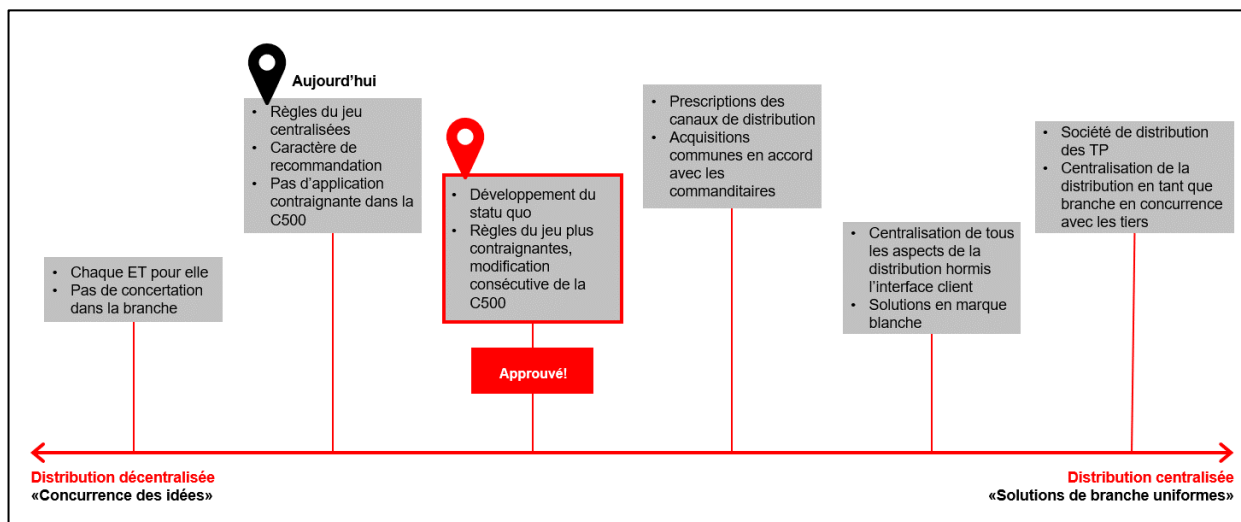 Aujourd’hui
• Règles du jeu
centralisées
• Caractère de
recommandation
• Pas d’application
contraignante dans la
C500
• Prescriptions des
canaux de distribution
• Acquisitions
communes en accord
avec les
commanditaires
• Société de distribution
des TP
• Centralisation de la
distribution en tant que
branche en concurrence
avec les tiers
• Développement du
statu quo
• Règles du jeu plus
contraignantes,
modification
consécutive de la
C500
• Centralisation de tous
les aspects de la
distribution hormis
l’interface client
• Solutions en marque
blanche
• Chaque ET pour elle
• Pas de concertation
dans la branche
Approuvé!
Distribution décentralisée
«Concurrence des idées»
Distribution centralisée
«Solutions de branche uniformes»